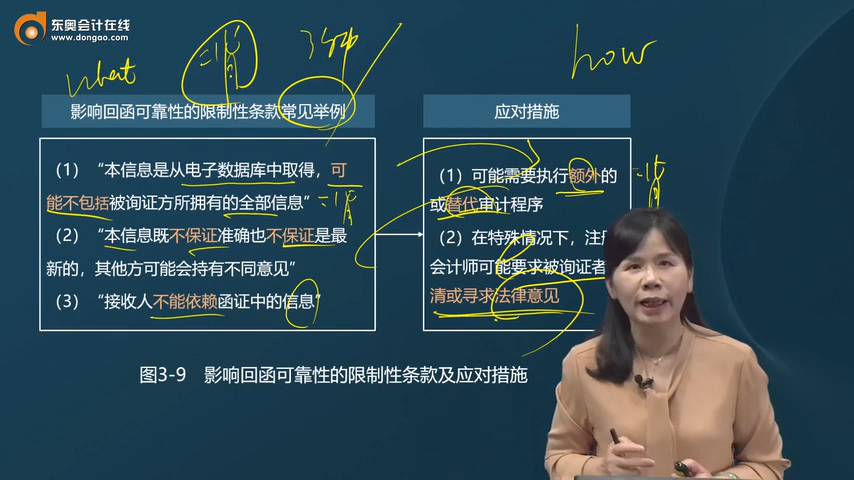 东奥会计在线
www.dongao.com
what
how
影响回函可靠性的限制性条款常见举例
应对措施
（1）“本信息是从电子数据库中取得，可
能不包括被询证方所拥有的全部信息”
（2）“本信息既不保证准确也不保证是最
新的，其他方可能会持有不同意见”
（3）“接收人不能依赖函证中的信息”
（1）可能需要执行额外的
或替代审计程序
（2）在特殊情况下，注册
会计师可能要求被询证者
清或寻求法律意见
图3-9 影响回函可靠性的限制性条款及应对措施